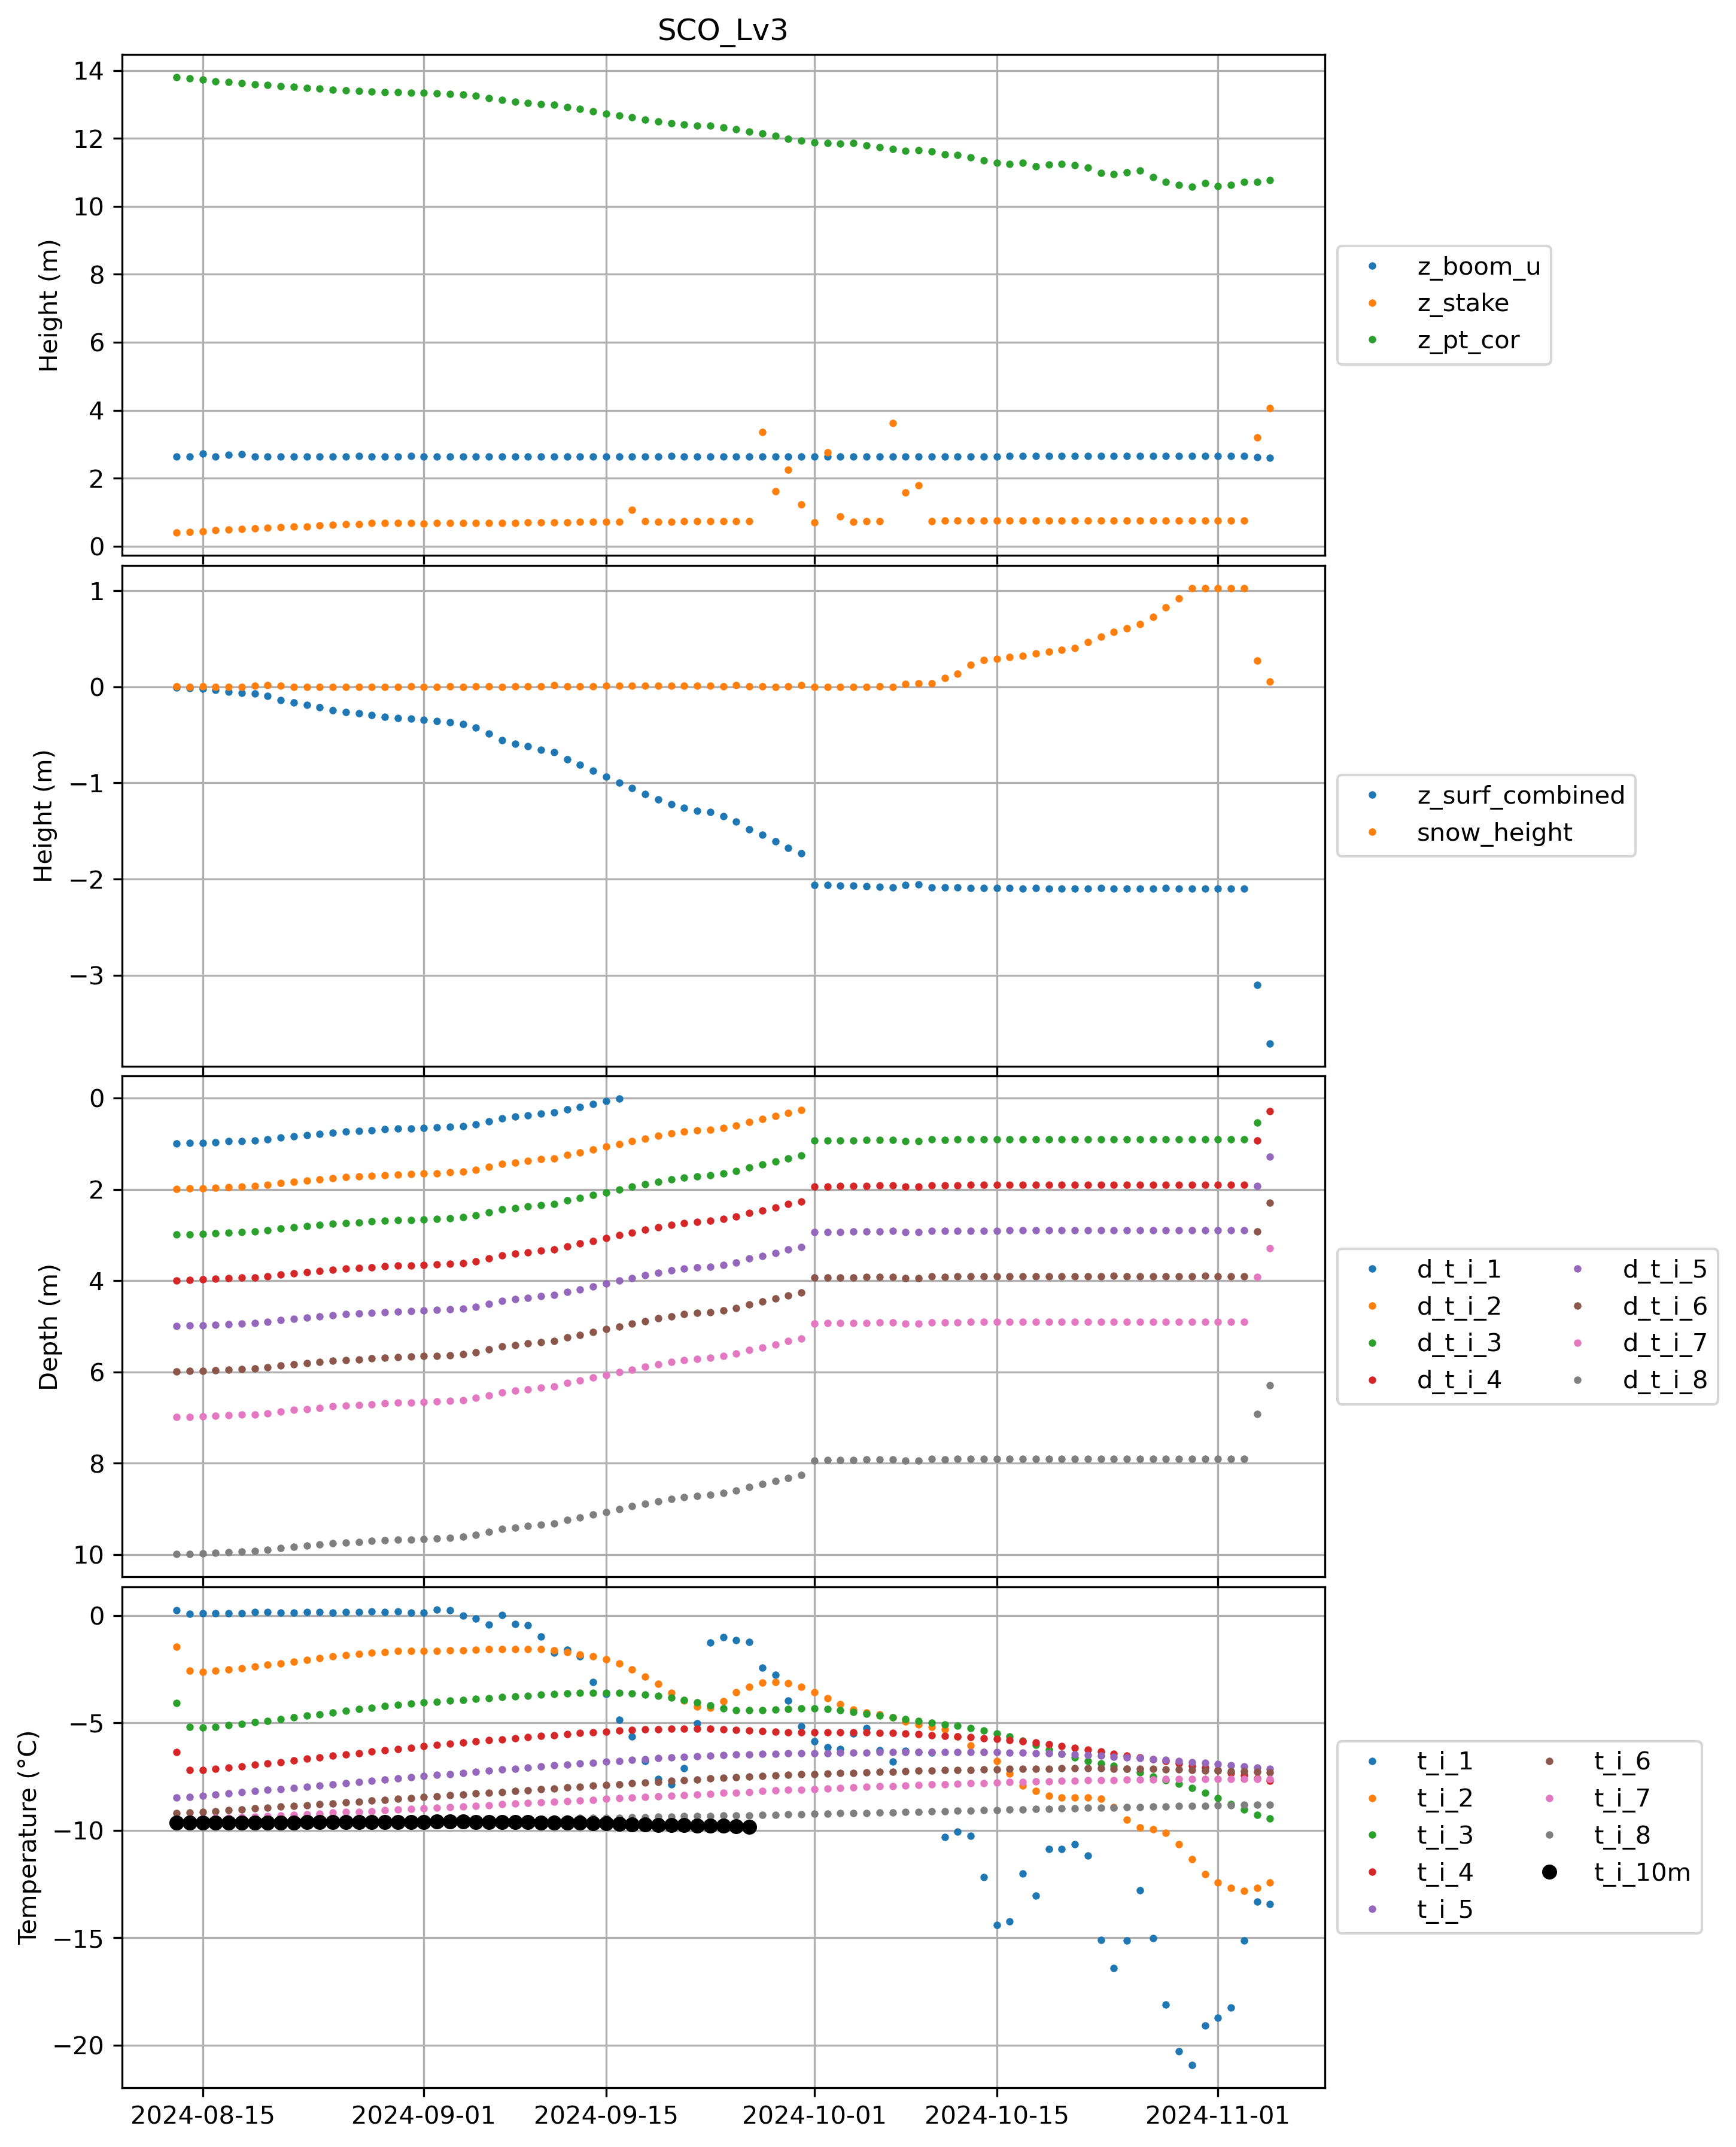 SCO_Lv3
Height (m)
14
12
10
8
6
4
2
0
z_boom_u
z_stake
z_pt_cor
Height (m)
1
0
−1
−2
−3
z_surf_combined
snow_height
Depth (m)
0
2
4
6
8
10
d_t_i_1
d_t_i_2
d_t_i_3
d_t_i_4
d_t_i_5
d_t_i_6
d_t_i_7
d_t_i_8
Temperature (°C)
0
−5
−10
−15
−20
t_i_1
t_i_2
t_i_3
t_i_4
t_i_5
t_i_6
t_i_7
t_i_8
t_i_10m
2024-08-15 2024-09-01 2024-09-15 2024-10-01 2024-10-15 2024-11-01